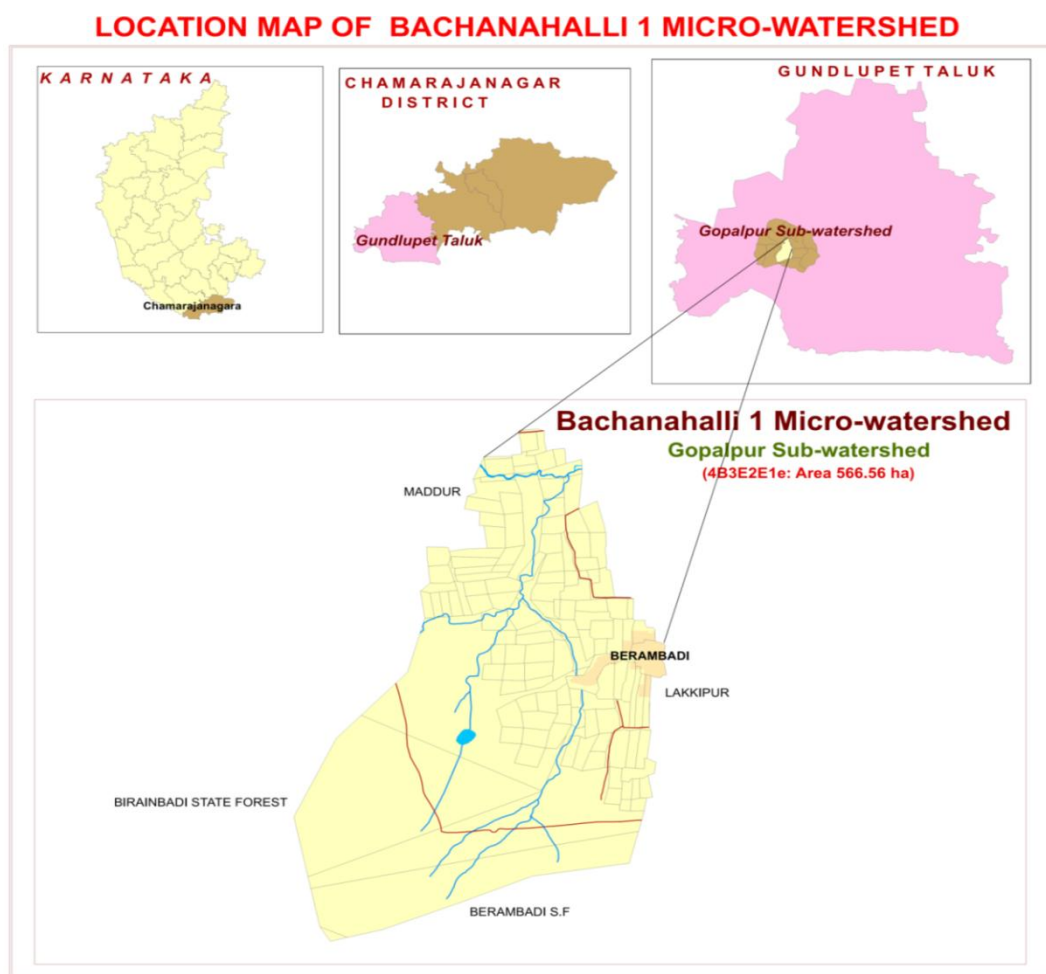 LOCATION MAP OF BACHANAHALLI 1 MICRO-WATERSHED
KARNATAKA
Chamarajanagara
CHAMARAJANAGAR
DISTRICT
Gundlupet Taluk
GUNDLUPET TALUK
Gopalpur Sub-watershed
Bachanahalli 1 Micro-watershed
Gopalpur Sub-watershed
(4B3E2E1e: Area 566.56 ha)
MADDUR
BERAMBADI
LAKKIPUR
BIRAINBADI STATE FOREST
BERAMBADI S.F